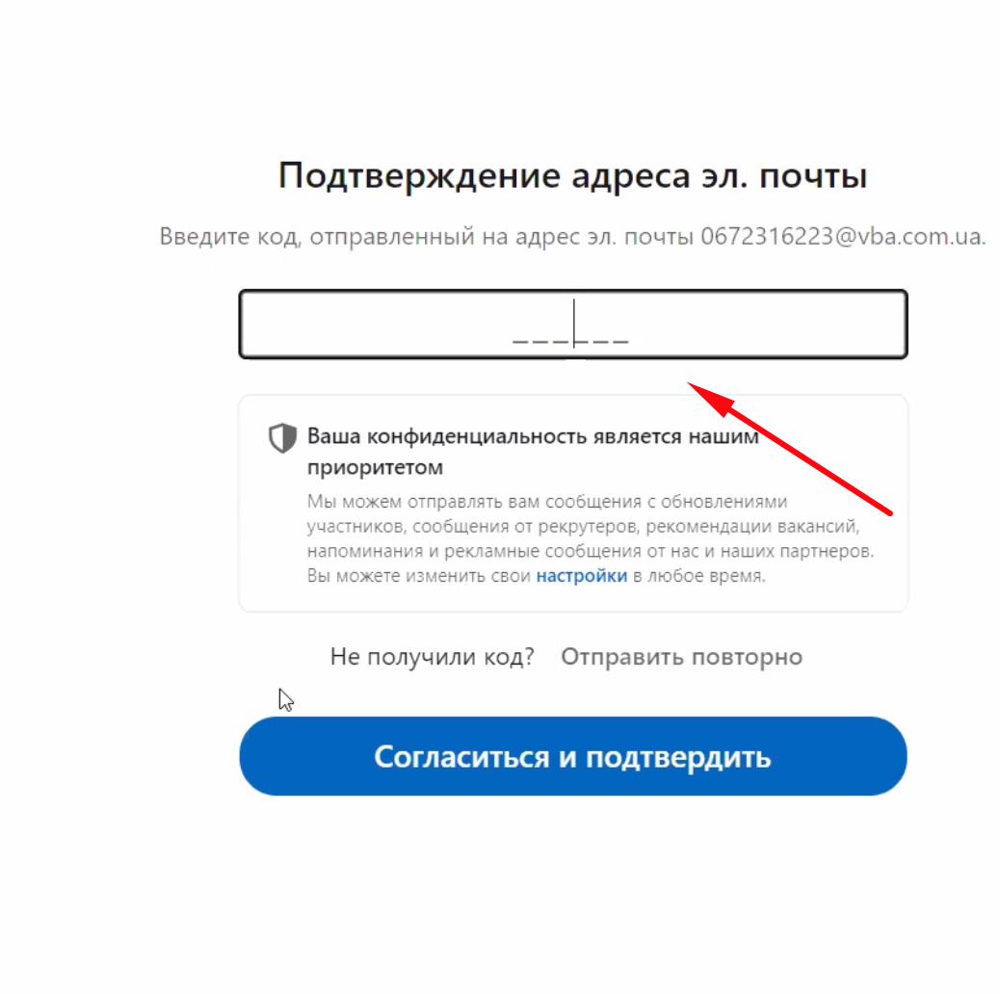 Подтверждение адреса эл. почты
Введите код, отправленный на адрес эл. почты 0672316223@vba.com.ua.
______
Ваша конфиденциальность является нашим
приоритетом
Мы можем отправлять вам сообщения с обновлениями
участников, сообщения от рекрутеров, рекомендации вакансий,
напоминания и рекламные сообщения от нас и наших партнеров.
Вы можете изменить свои настройки в любое время.
Не получили код? Отправить повторно
Согласиться и подтвердить